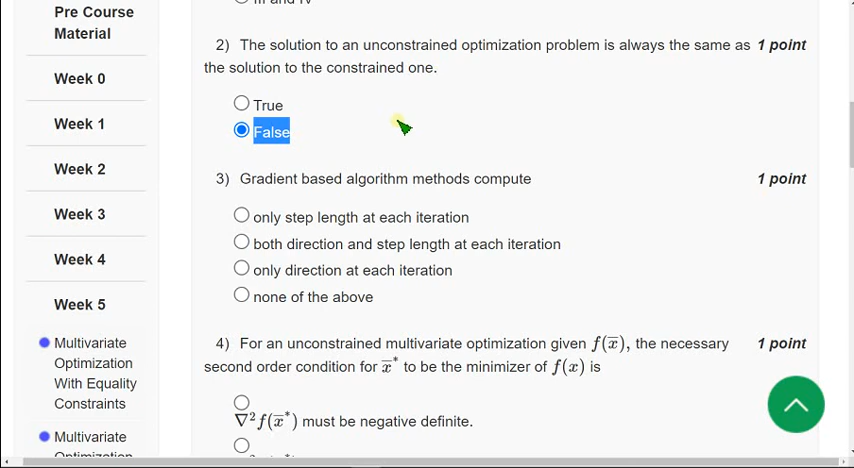 Pre Course
Material
Week 0
Week 1
Week 2
Week 3
Week 4
Week 5
Multivariate
Optimization
With Equality
Constraints
Multivariate
Optimization
III and IV
2) The solution to an unconstrained optimization problem is always the same as 1 point
the solution to the constrained one.
True
False
3) Gradient based algorithm methods compute 1 point
only step length at each iteration
both direction and step length at each iteration
only direction at each iteration
none of the above
4) For an unconstrained multivariate optimization given f(x̅), the necessary 1 point
second order condition for x̅* to be the minimizer of f(x) is
∇²f(x̅*) must be negative definite.